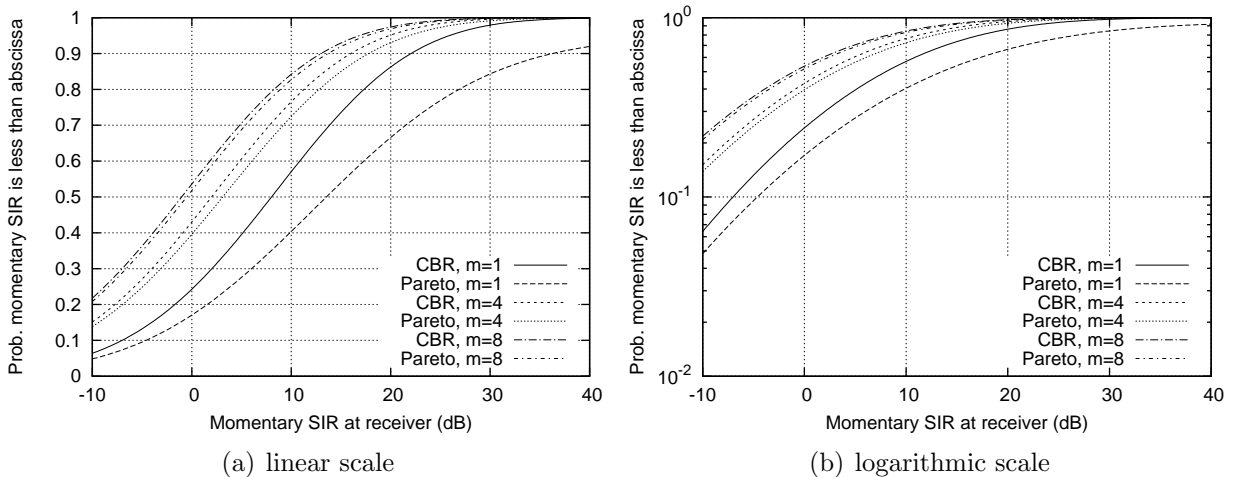 Prob. momentary SIR is less than abscissa
1
0.9
0.8
0.7
0.6
0.5
0.4
0.3
0.2
0.1
0
-10
0
10
20
30
40
Momentary SIR at receiver (dB)
CBR, m=1
Pareto, m=1
CBR, m=4
Pareto, m=4
CBR, m=8
Pareto, m=8
(a) linear scale
Prob. momentary SIR is less than abscissa
10^0
10^-1
10^-2
-10
0
10
20
30
40
Momentary SIR at receiver (dB)
CBR, m=1
Pareto, m=1
CBR, m=4
Pareto, m=4
CBR, m=8
Pareto, m=8
(b) logarithmic scale